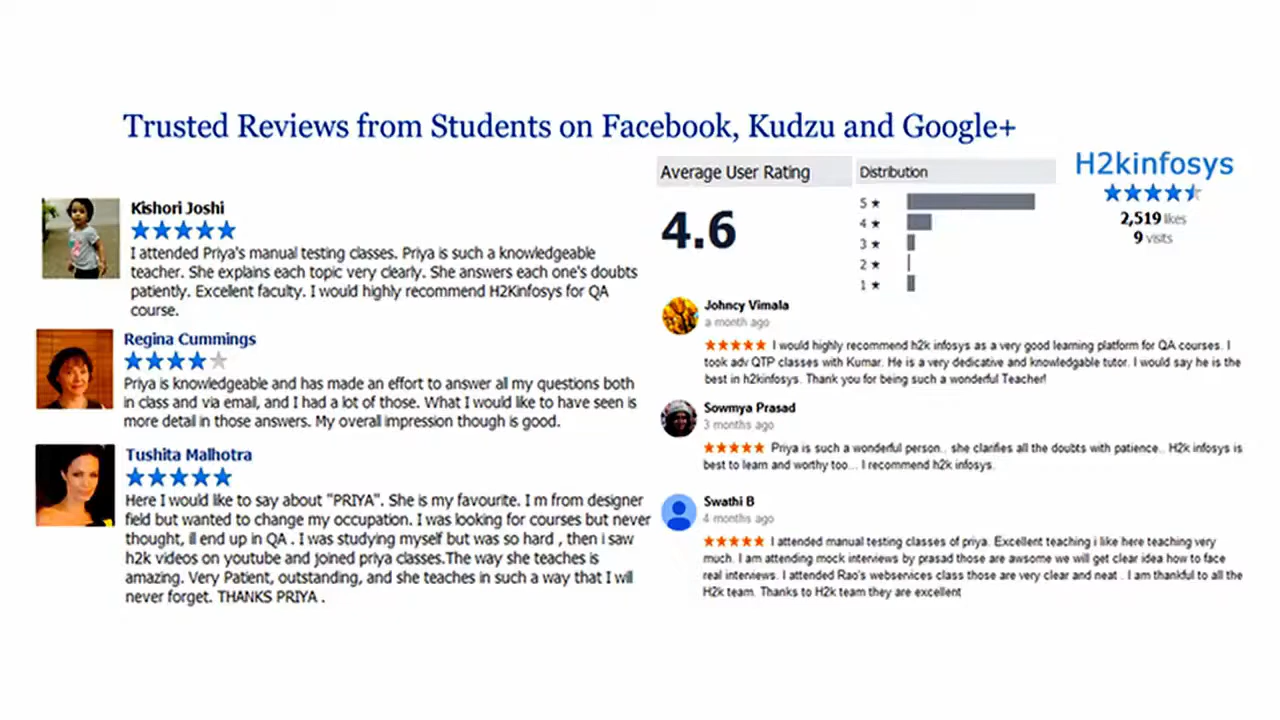 Trusted Reviews from Students on Facebook, Kudzu and Google+
Kishori Joshi
I attended Priya's manual testing classes. Priya is such a knowledgeable
teacher. She explains each topic very clearly. She answers each one's doubts
patiently. Excellent faculty. I would highly recommend H2Kinfosys for QA
course.
Regina Cummings
Priya is knowledgeable and has made an effort to answer all my questions both
in class and via email, and I had a lot of those. What I would like to have seen is
more detail in those answers. My overall impression though is good.
Tushita Malhotra
Here I would like to say about "PRIYA". She is my favourite. I m from designer
field but wanted to change my occupation. I was looking for courses but never
thought, ill end up in QA . I was studying myself but was so hard , then i saw
h2k videos on youtube and joined priya classes.The way she teaches is
amazing. Very Patient, outstanding, and she teaches in such a way that I will
never forget. THANKS PRIYA .
Average User Rating
4.6
Distribution
5 ★
4 ★
3 ★
2 ★
1 ★
H2kinfosys
2,519 likes
9 visits
Johncy Vimala
a month ago
★★★★★ I would highly recommend h2k infosys as a very good learning platform for QA courses. I
took adv QTP classes with Kumar. He is a very dedicative and knowledgable tutor. I would say he is the
best in h2kinfosys. Thank you for being such a wonderful Teacher!
Sowmya Prasad
3 months ago
★★★★★ Priya is such a wonderful person.. she clarifies all the doubts with patience.. H2k infosys is
best to learn and worthy too... I recommend h2k infosys.
Swathi B
4 months ago
★★★★★ I attended manual testing classes of priya. Excellent teaching i like here teaching very
much. I am attending mock interviews by prasad those are awsome we will get clear idea how to face
real interviews. I attended Rao's webservices class those are very clear and neat . I am thankful to all the
H2k team. Thanks to H2k team they are excellent